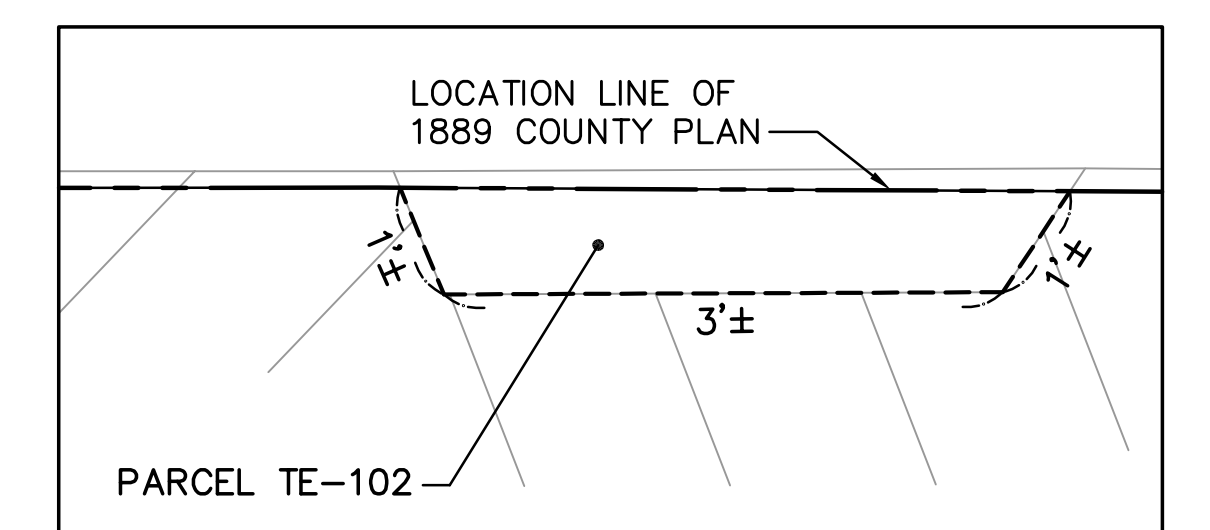 LOCATION LINE OF
1889 COUNTY PLAN
1'±
1'±
3'±
PARCEL TE-102